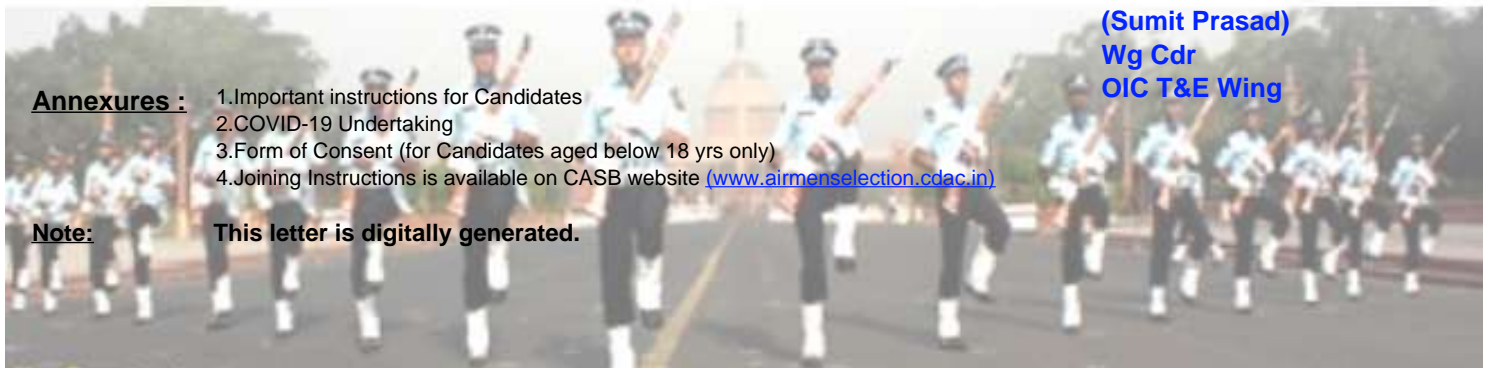 (Sumit Prasad)
Wg Cdr
OIC T&E Wing
Annexures : 1.Important instructions for Candidates
2.COVID-19 Undertaking
3.Form of Consent (for Candidates aged below 18 yrs only)
4.Joining Instructions is available on CASB website (www.airmenselection.cdac.in)
Note: This letter is digitally generated.